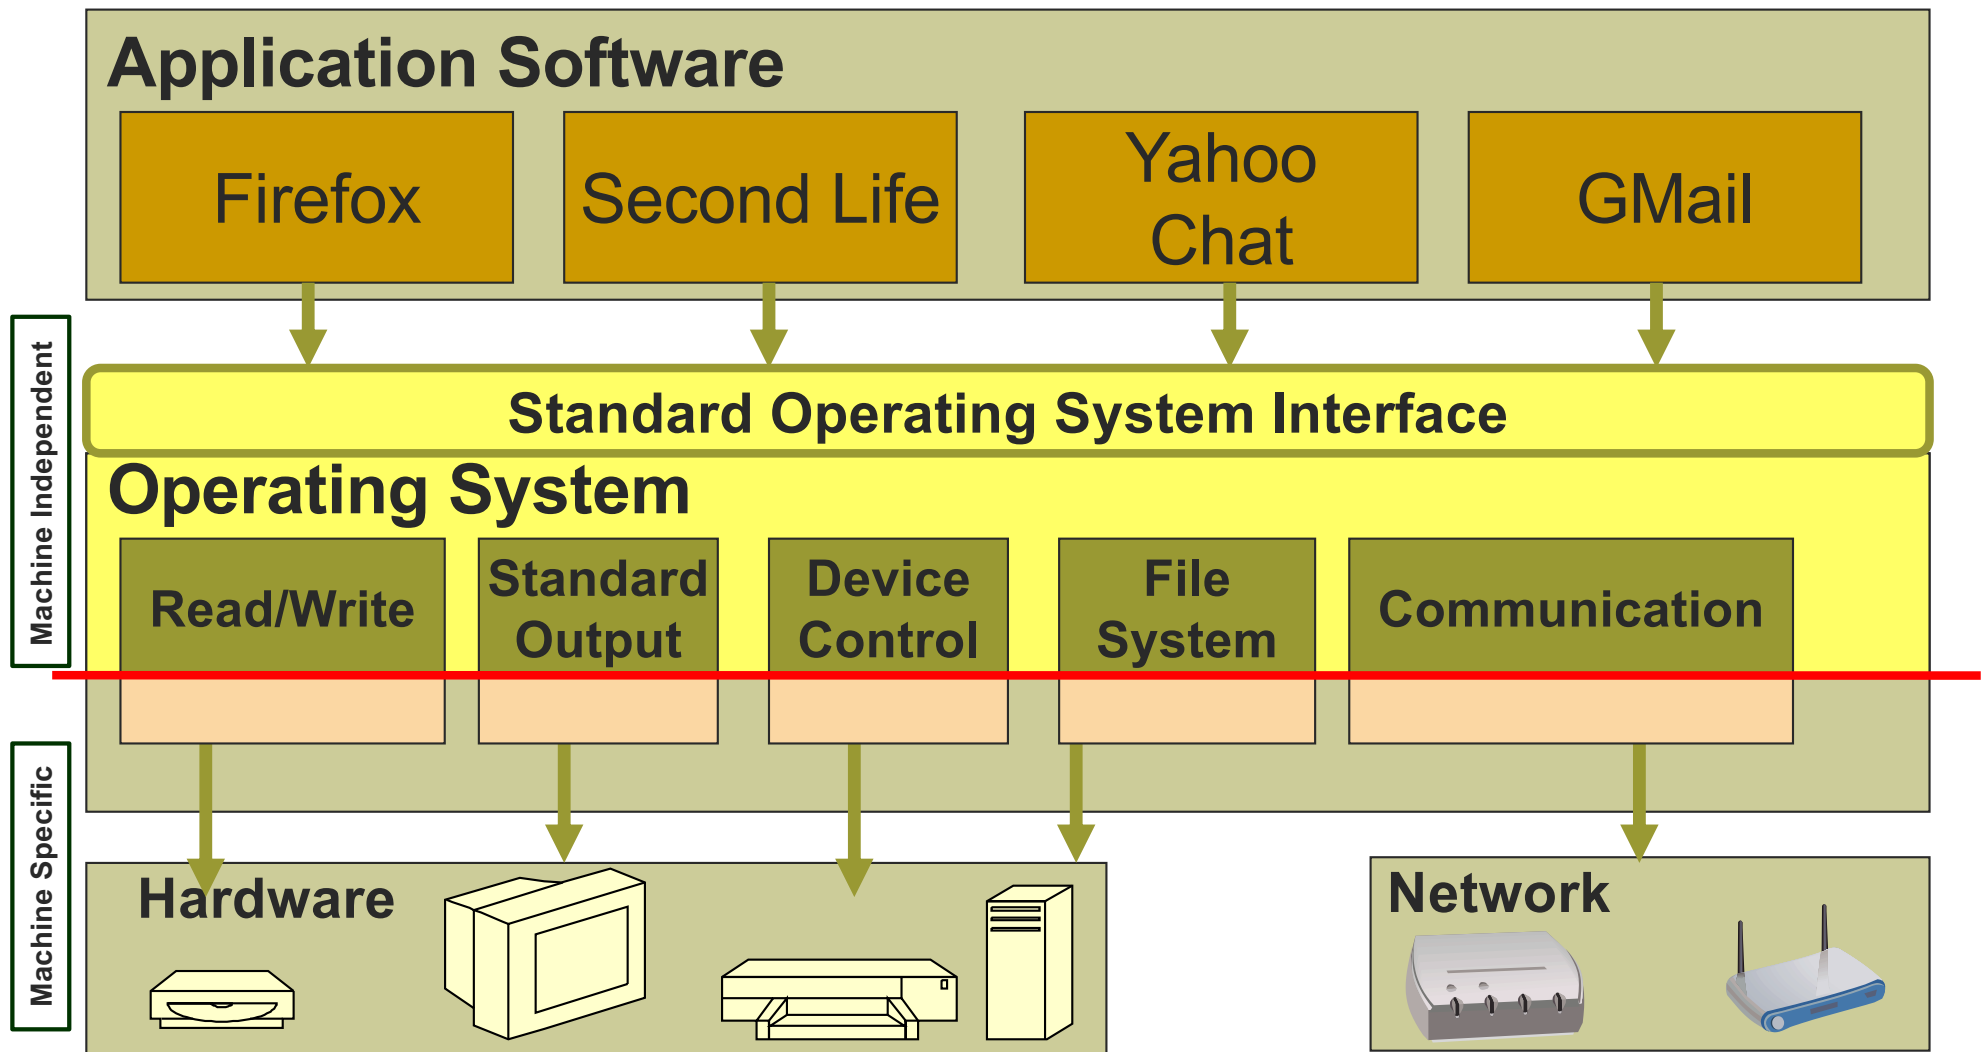 Application Software
Firefox
Second Life
Yahoo
Chat
GMail
Machine Independent
Standard Operating System Interface
Operating System
Read/Write
Standard
Output
Device
Control
File
System
Communication
Machine Specific
Hardware
Network